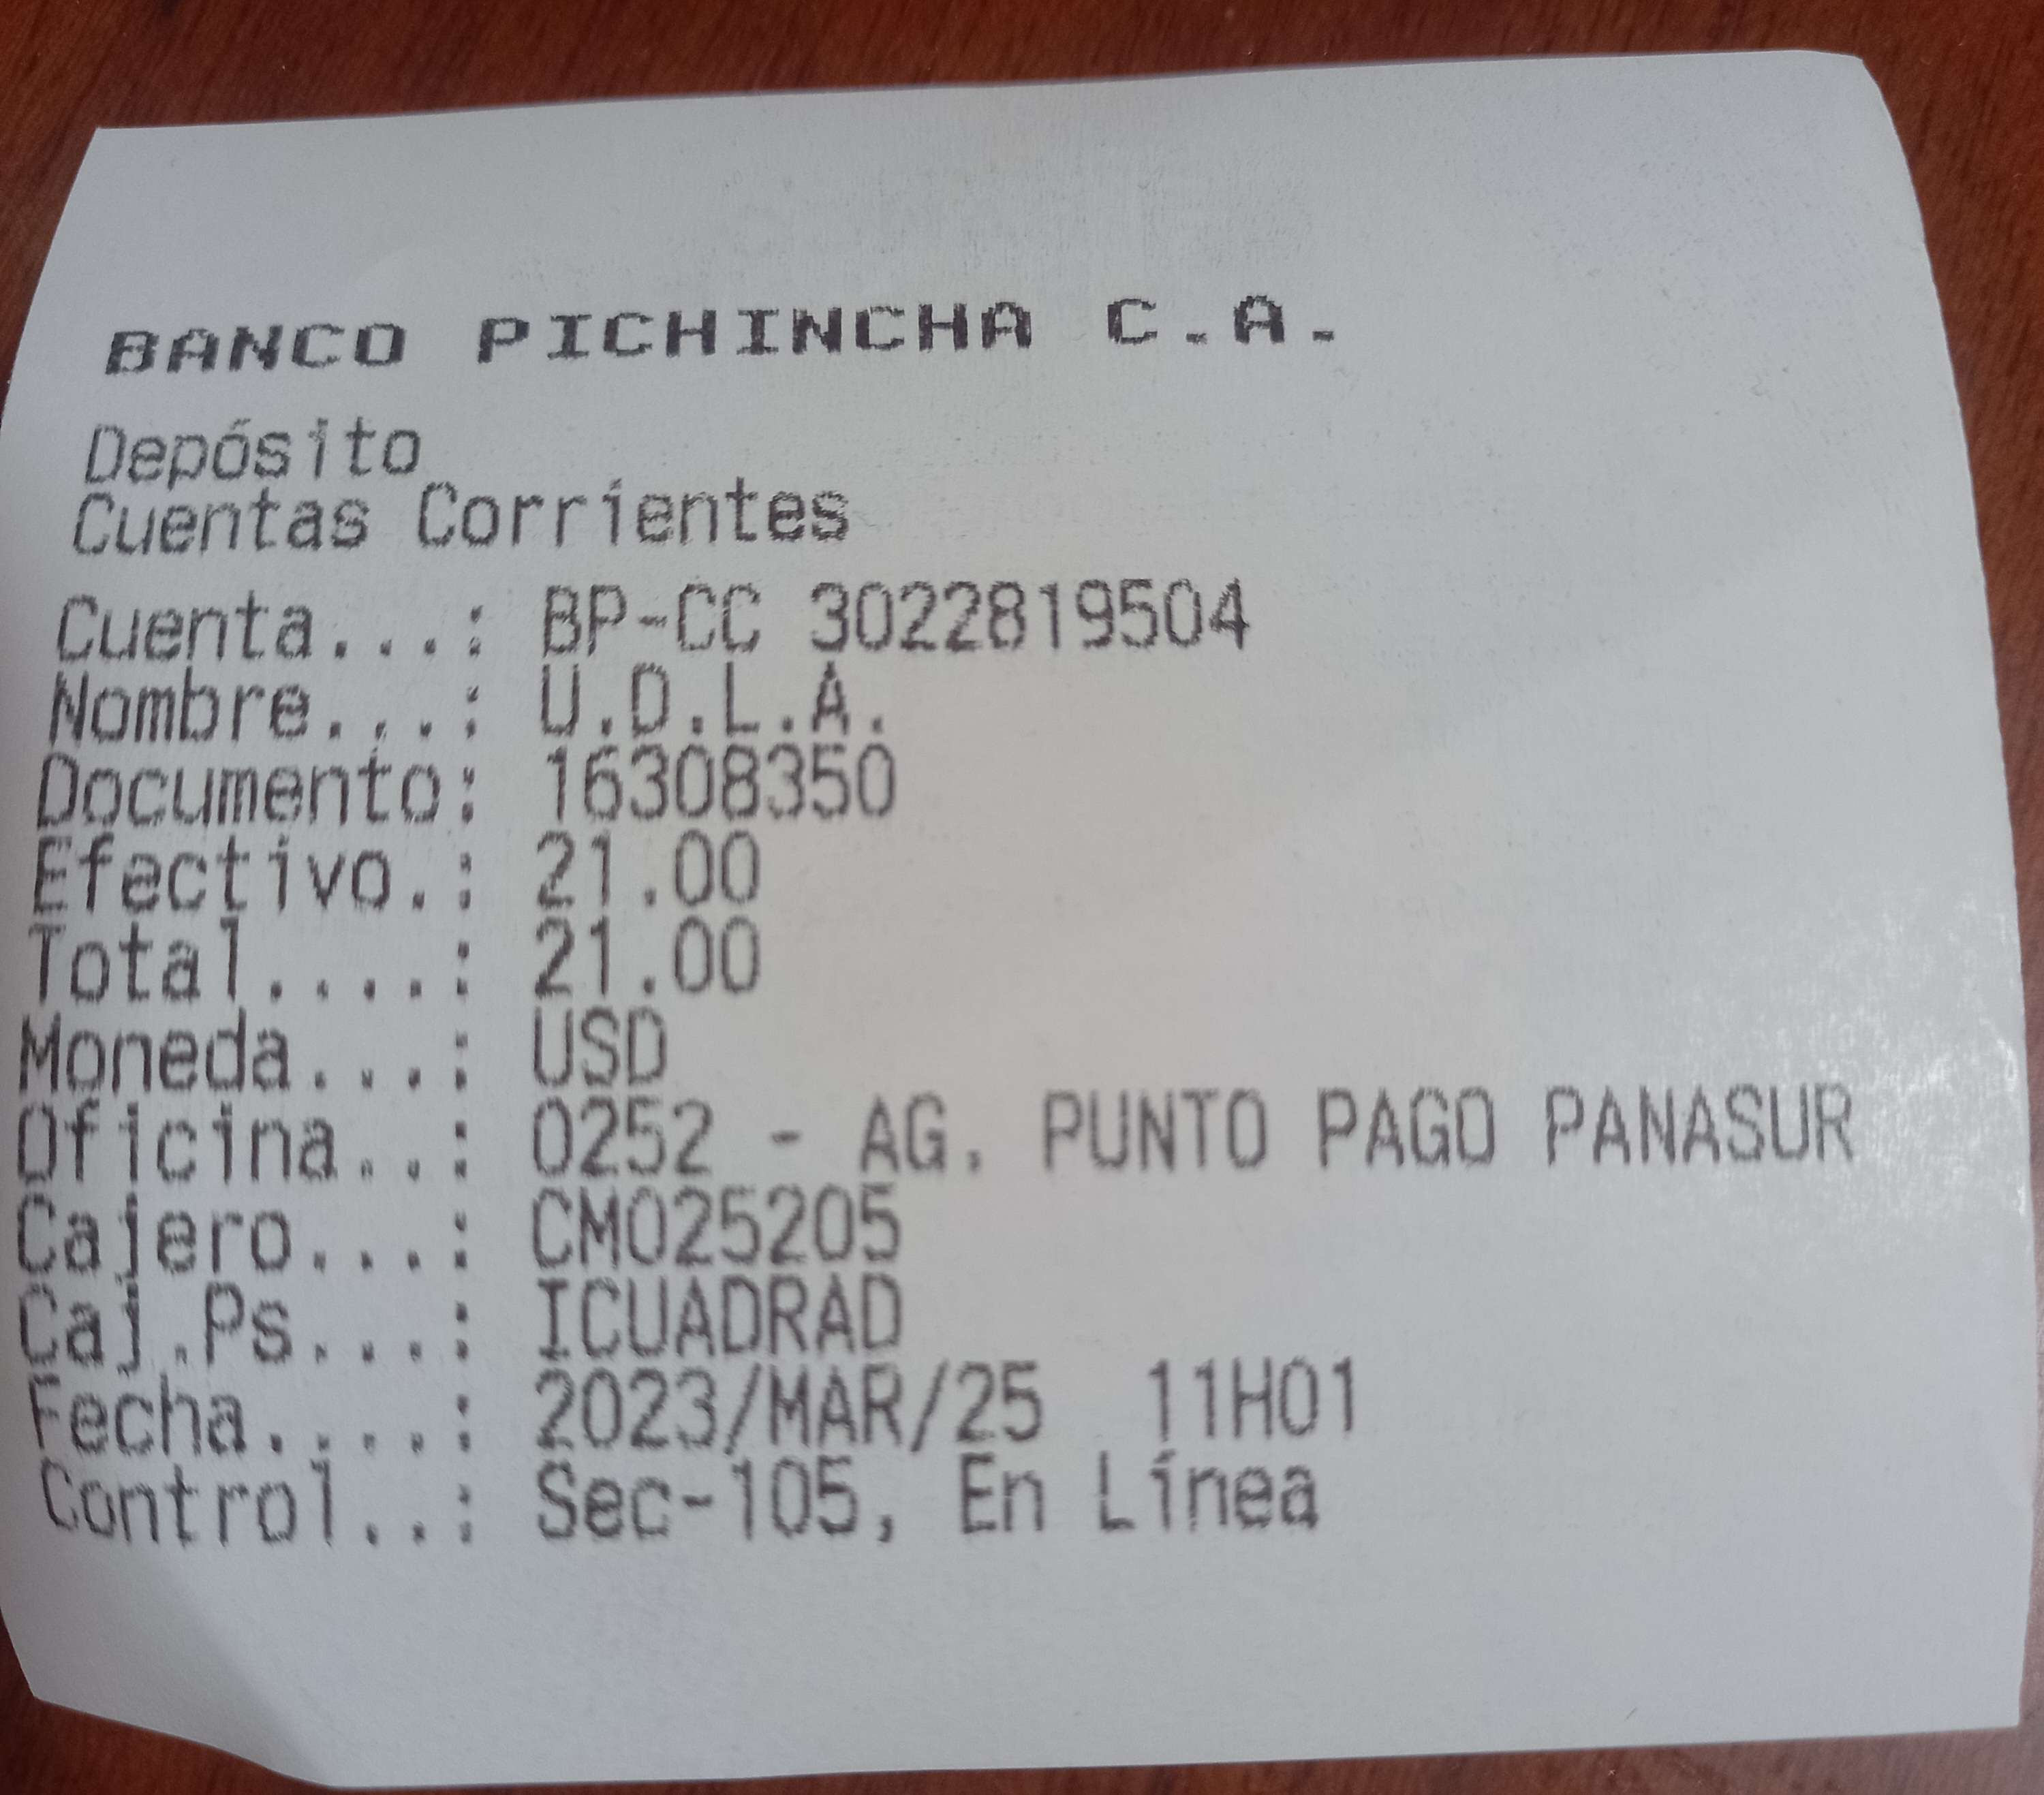 BANCO PICHINCHA C.A.
Depósito
Cuentas Corrientes
Cuenta...: BP-CC 3022819504
Nombre...: U.D.L.A.
Documento: 16308350
Efectivo.: 21.00
Total....: 21.00
Moneda...: USD
Oficina..: 0252 - AG. PUNTO PAGO PANASUR
Cajero...: CM025205
Caj.Ps...: ICUADRAD
Fecha....: 2023/MAR/25 11H01
Control..: Sec-105, En Línea